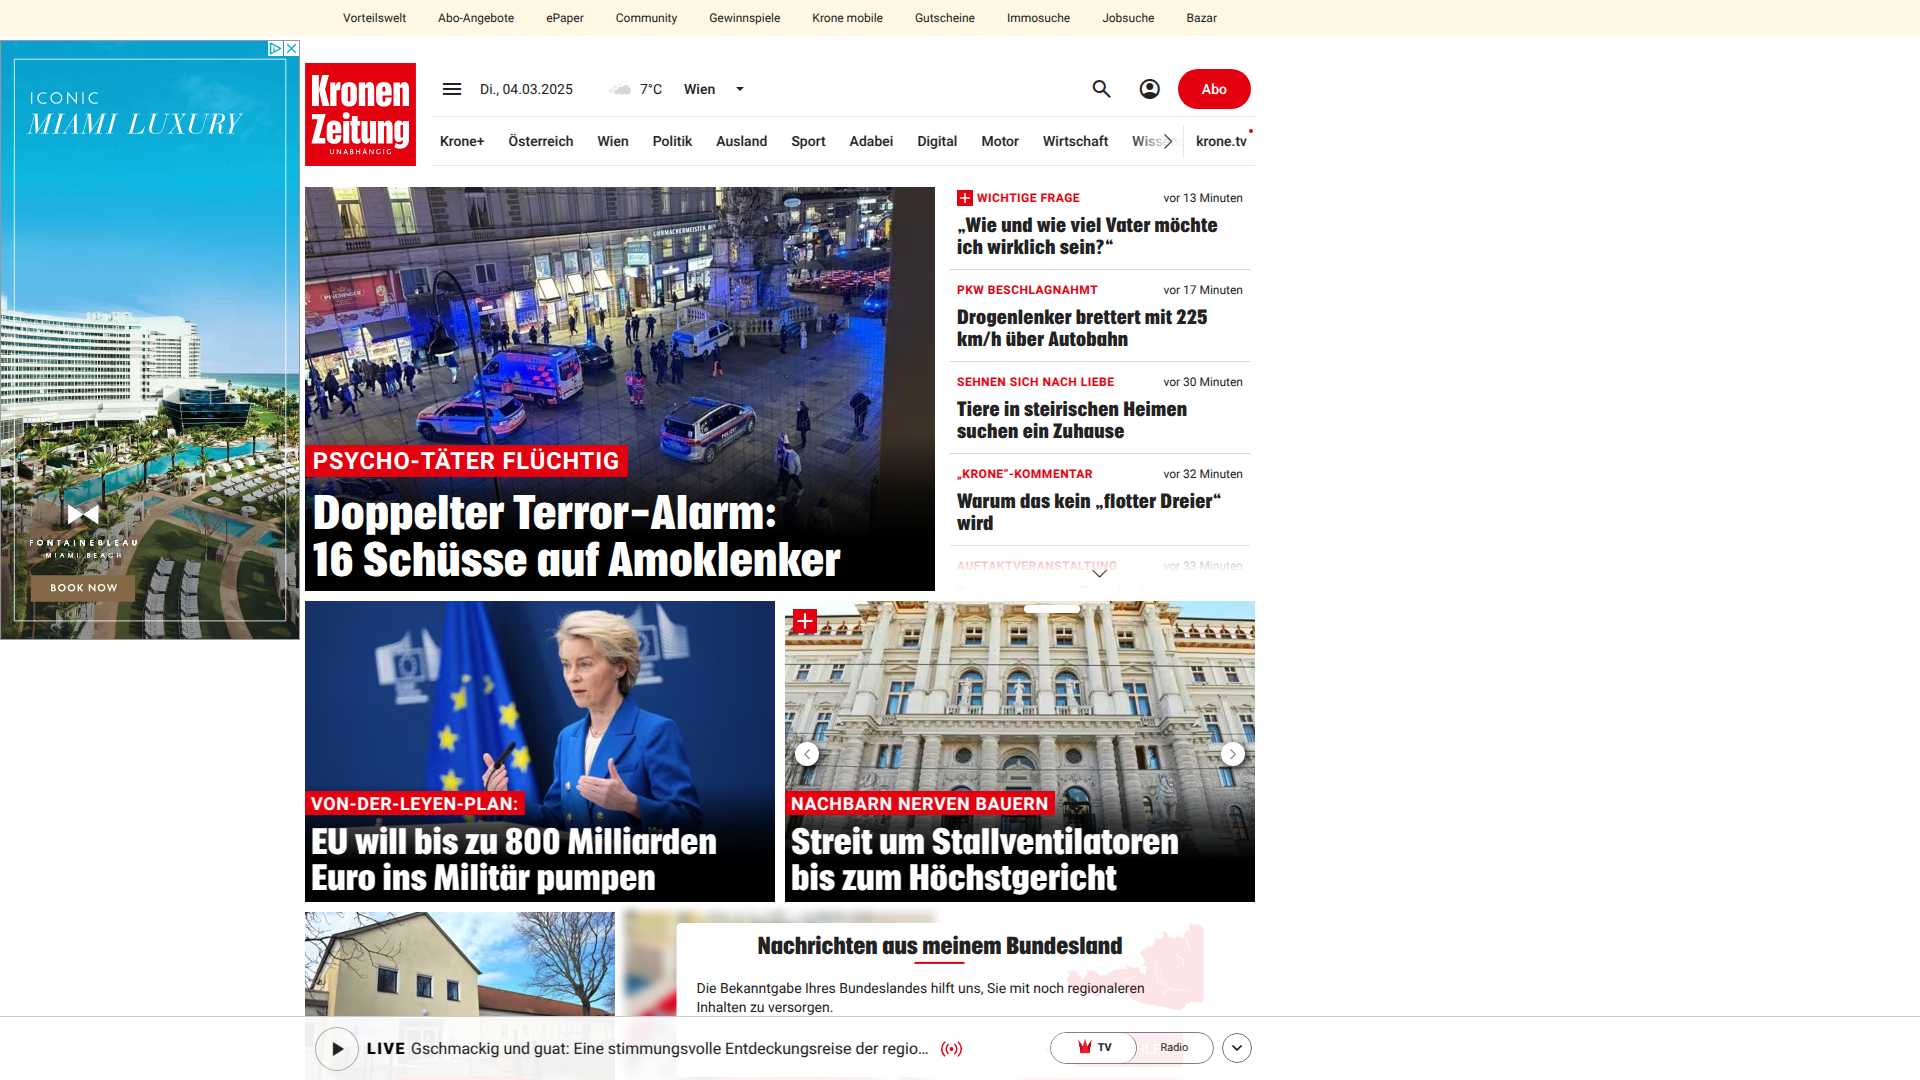 Vorteilswelt Abo-Angebote ePaper Community Gewinnspiele Krone mobile Gutscheine Immosuche Jobsuche Bazar
ICONIC
MIAMI LUXURY
FONTAINEBLEAU
MIAMI BEACH
BOOK NOW
Kronen
Zeitung
UNABHÄNGIG
Di., 04.03.2025 7°C Wien Abo
Krone+ Österreich Wien Politik Ausland Sport Adabei Digital Motor Wirtschaft krone.tv
PSYCHO-TÄTER FLÜCHTIG
Doppelter Terror-Alarm:
16 Schüsse auf Amoklenker
WICHTIGE FRAGE vor 13 Minuten
„Wie und wie viel Vater möchte
ich wirklich sein?“
PKW BESCHLAGNAHMT vor 17 Minuten
Drogenlenker brettert mit 225
km/h über Autobahn
SEHNEN SICH NACH LIEBE vor 30 Minuten
Tiere in steirischen Heimen
suchen ein Zuhause
„KRONE“-KOMMENTAR vor 32 Minuten
Warum das kein „flotter Dreier“
wird
AUFTAKTVERANSTALTUNG vor 33 Minuten
VON-DER-LEYEN-PLAN:
EU will bis zu 800 Milliarden
Euro ins Militär pumpen
NACHBARN NERVEN BAUERN
Streit um Stallventilatoren
bis zum Höchstgericht
Nachrichten aus meinem Bundesland
Die Bekanntgabe Ihres Bundeslandes hilft uns, Sie mit noch regionaleren
Inhalten zu versorgen.
LIVE Gschmackig und guat: Eine stimmungsvolle Entdeckungsreise der regio... TV Radio